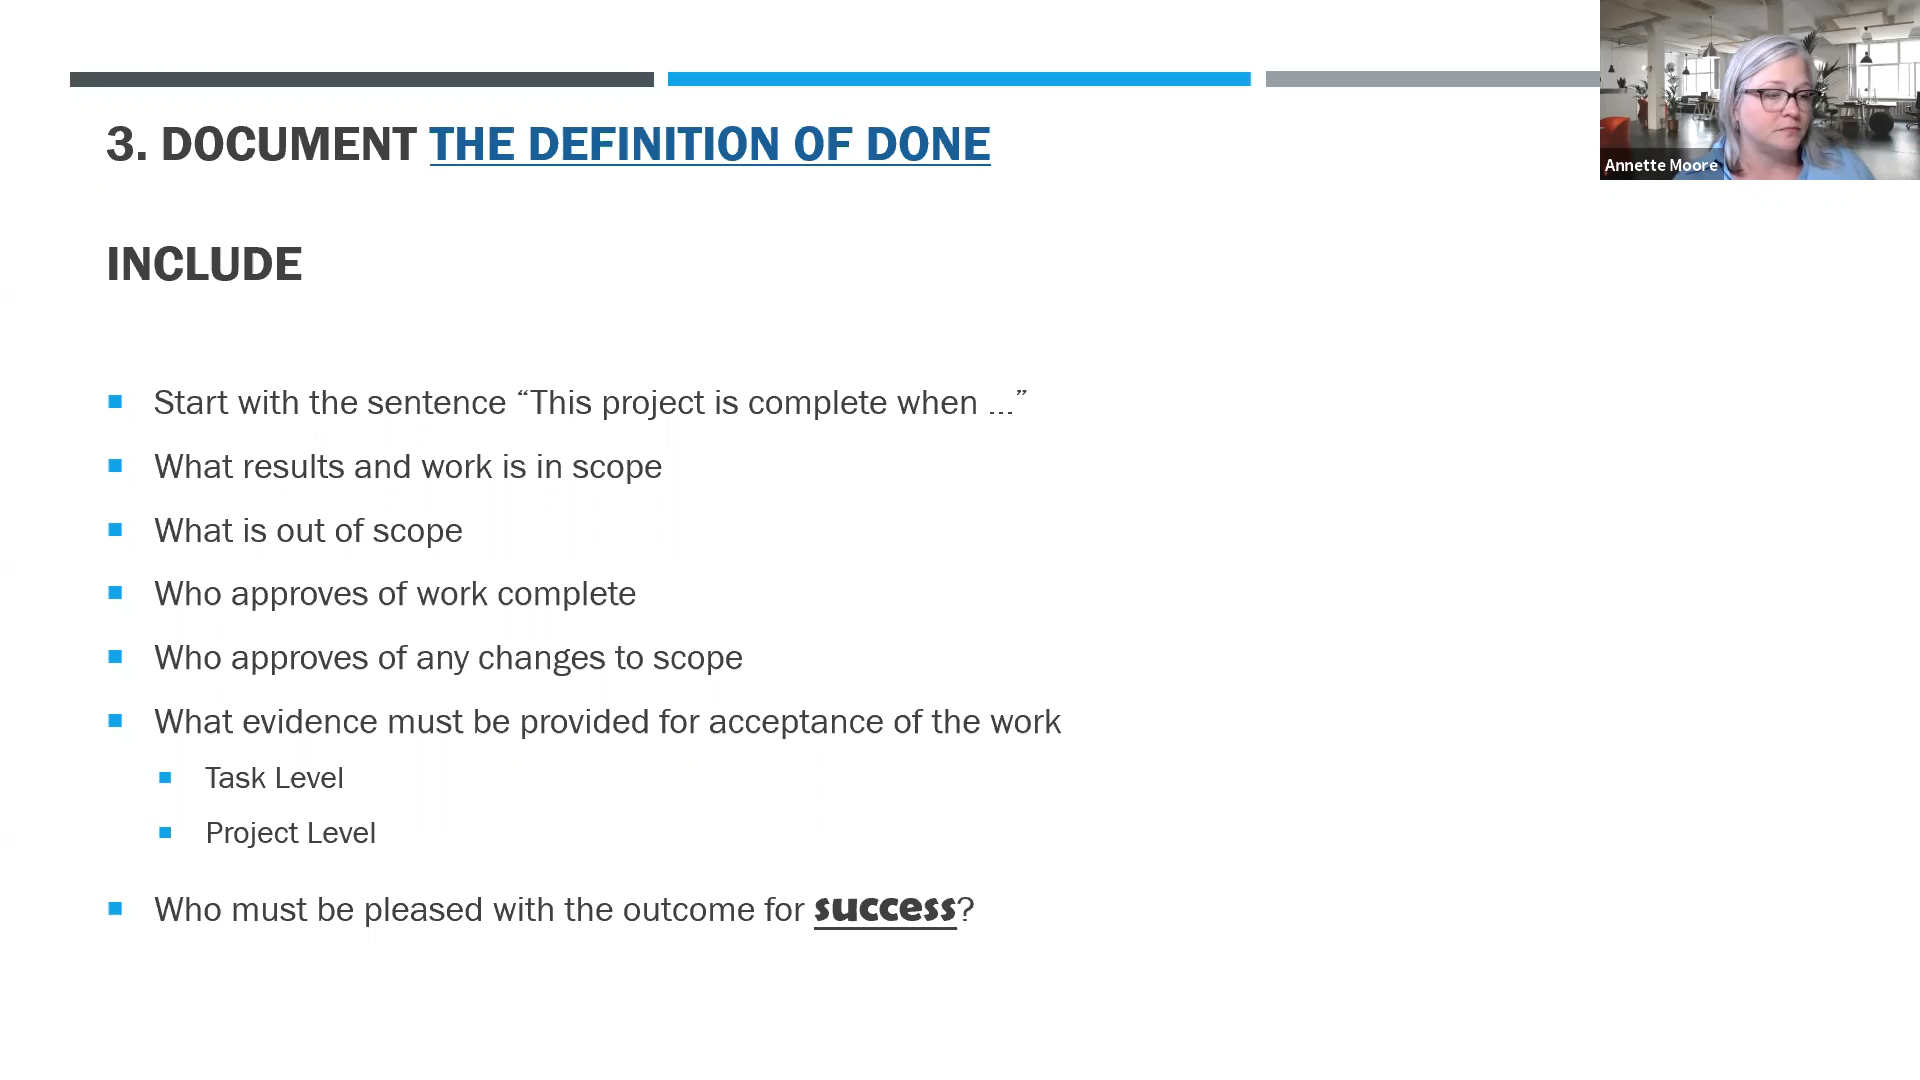 3. DOCUMENT THE DEFINITION OF DONE
Annette Moore
INCLUDE
Start with the sentence “This project is complete when ...”
What results and work is in scope
What is out of scope
Who approves of work complete
Who approves of any changes to scope
What evidence must be provided for acceptance of the work
Task Level
Project Level
Who must be pleased with the outcome for success?